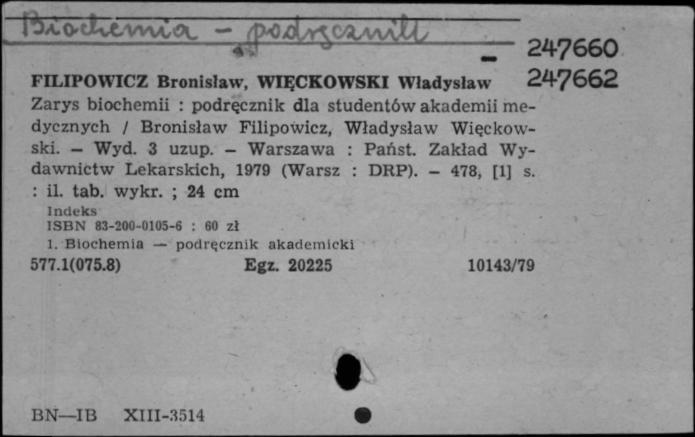 Biochemia - podręcznik
247660
FILIPOWICZ Bronisław, WIĘCKOWSKI Władysław 247662
Zarys biochemii : podręcznik dla studentów akademii me-
dycznych / Bronisław Filipowicz, Władysław Więckow-
ski. — Wyd. 3 uzup. — Warszawa : Państ. Zakład Wy-
dawnictw Lekarskich, 1979 (Warsz : DRP). — 478, [1] s.
: il. tab. wykr. ; 24 cm
Indeks
ISBN 83-200-0105-6 : 60 zł
1. Biochemia — podręcznik akademicki
577.1(075.8) Egz. 20225 10143/79
BN—IB XIII-3514